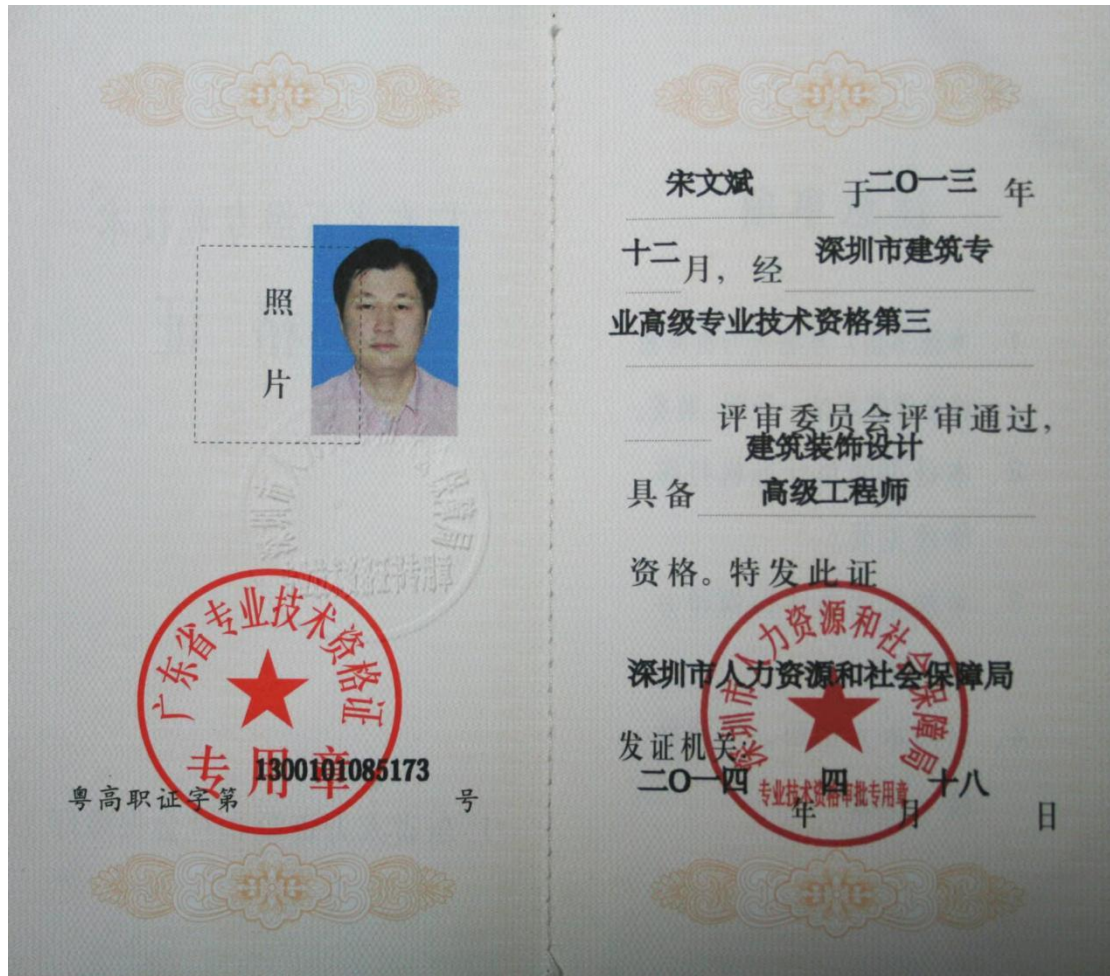 照
片
广东省专业技术资格证
专用章
粤高职证字第 1300101085173 号
宋文斌 于二O一三 年
十二月，经 深圳市建筑专
业高级专业技术资格第三
评审委员会评审通过，
建筑装饰设计
具备 高级工程师
资格。特发此证
深圳市人力资源和社会保障局
深圳市人力资源和社会保障局
发证机关：
二O一四 年 四 月 十八 日
专业技术资格审批专用章